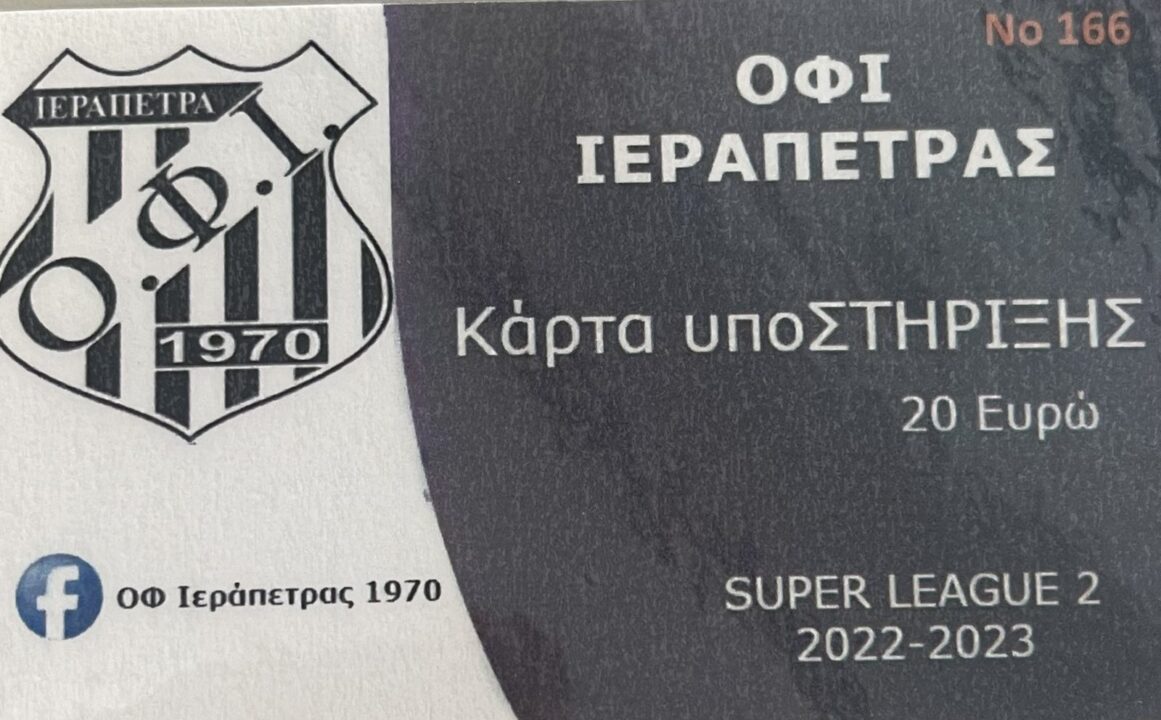 No 166
ΙΕΡΑΠΕΤΡΑ
Ο.Φ.Ι.
1970
ΟΦΙ
ΙΕΡΑΠΕΤΡΑΣ
Κάρτα υποΣΤΗΡΙΞΗΣ
20 Ευρώ
ΟΦ Ιεράπετρας 1970
SUPER LEAGUE 2
2022-2023